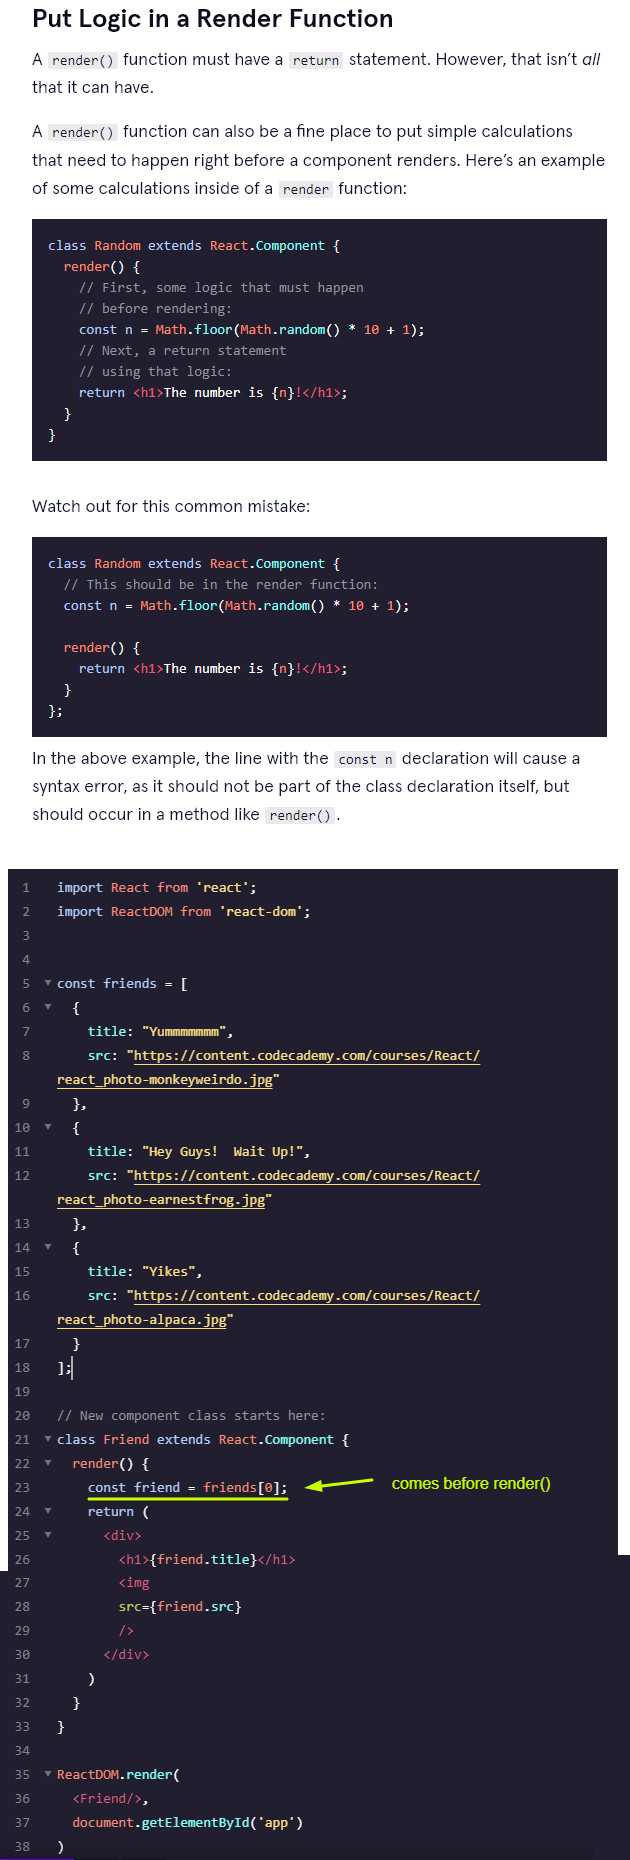 Put Logic in a Render Function
A render() function must have a return statement. However, that isn’t all
that it can have.
A render() function can also be a fine place to put simple calculations
that need to happen right before a component renders. Here’s an example
of some calculations inside of a render function:
class Random extends React.Component {
  render() {
    // First, some logic that must happen
    // before rendering:
    const n = Math.floor(Math.random() * 10 + 1);
    // Next, a return statement
    // using that logic:
    return <h1>The number is {n}!</h1>;
  }
}
Watch out for this common mistake:
class Random extends React.Component {
  // This should be in the render function:
  const n = Math.floor(Math.random() * 10 + 1);
  render() {
    return <h1>The number is {n}!</h1>;
  }
};
In the above example, the line with the const n declaration will cause a
syntax error, as it should not be part of the class declaration itself, but
should occur in a method like render().
1 import React from 'react';
2 import ReactDOM from 'react-dom';
3
4
5 const friends = [
6   {
7     title: "Yummmmmmm",
8     src: "https://content.codecademy.com/courses/React/
react_photo-monkeyweirdo.jpg"
9   },
10   {
11     title: "Hey Guys!  Wait Up!",
12     src: "https://content.codecademy.com/courses/React/
react_photo-earnestfrog.jpg"
13   },
14   {
15     title: "Yikes",
16     src: "https://content.codecademy.com/courses/React/
react_photo-alpaca.jpg"
17   }
18 ];
19
20 // New component class starts here:
21 class Friend extends React.Component {
22   render() {
23     const friend = friends[0]; comes before render()
24     return (
25       <div>
26         <h1>{friend.title}</h1>
27         <img
28         src={friend.src}
29         />
30       </div>
31     )
32   }
33 }
34
35 ReactDOM.render(
36   <Friend/>,
37   document.getElementById('app')
38 )